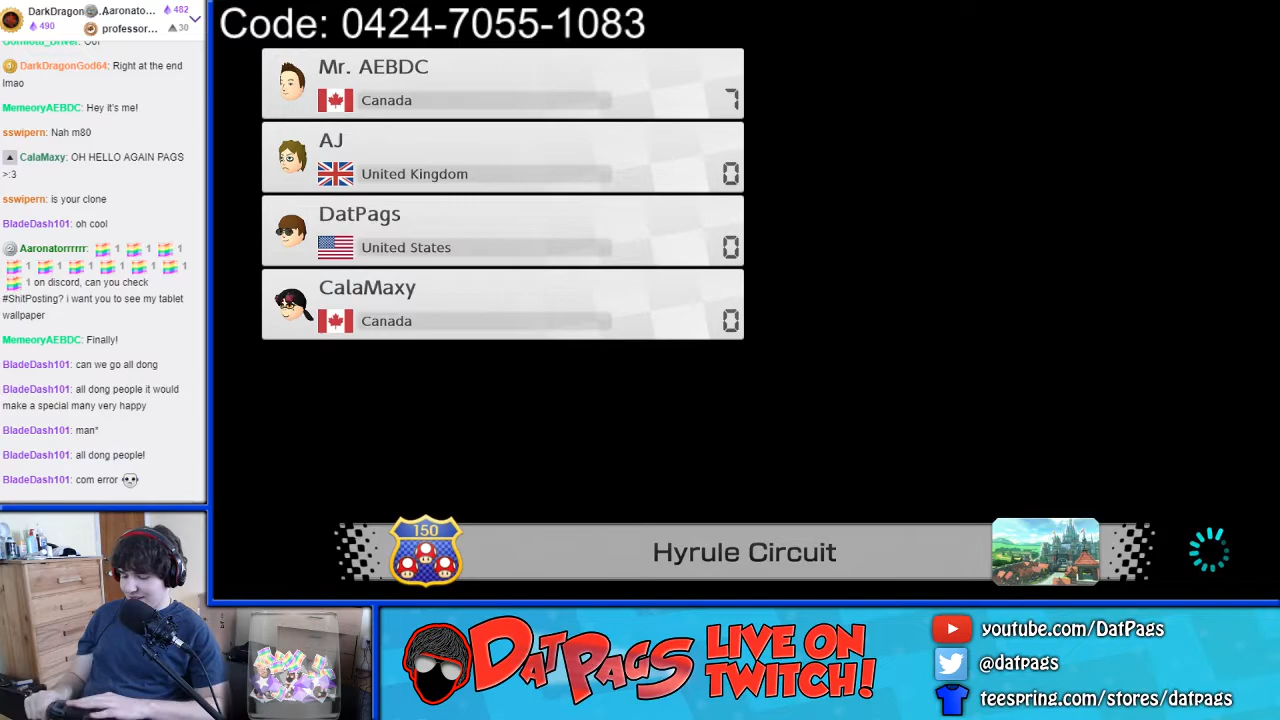 DarkDragon...
490
Aaronato...
482
professor...
30
DarkDragonGod64: Right at the end
lmao
MemeoryAEBDC: Hey it's me!
sswipern: Nah m80
CalaMaxy: OH HELLO AGAIN PAGS
>:3
sswipern: is your clone
BladeDash101: oh cool
Aaronatorrrrrr: 1 1 1
1 1 1 1 1 1
1 on discord, can you check
#ShitPosting? i want you to see my tablet
wallpaper
MemeoryAEBDC: Finally!
BladeDash101: can we go all dong
BladeDash101: all dong people it would
make a special many very happy
BladeDash101: man*
BladeDash101: all dong people!
BladeDash101: com error
Code: 0424-7055-1083
Mr. AEBDC
Canada
7
AJ
United Kingdom
0
DatPags
United States
0
CalaMaxy
Canada
0
150
Hyrule Circuit
DATPAGS
LIVE ON
TWITCH!
youtube.com/DatPags
@datpags
teespring.com/stores/datpags